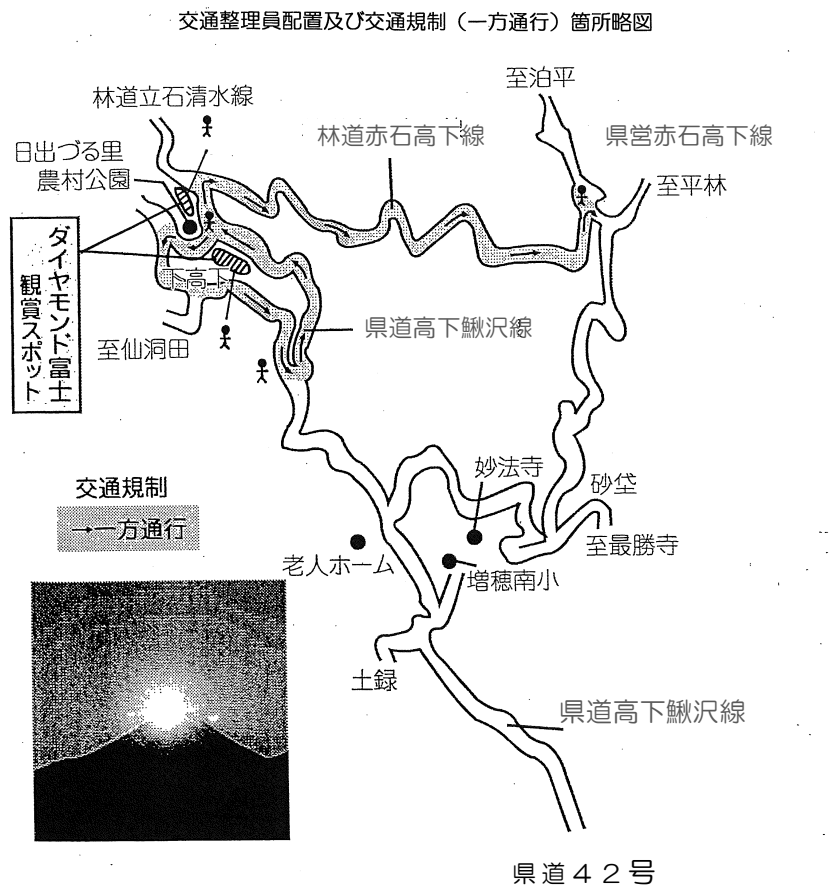 交通整理員配置及び交通規制（一方通行）箇所略図
至泊平
林道立石清水線
林道赤石高下線
県営赤石高下線
日出づる里
農村公園
至平林
ダイヤモンド富士
観賞スポット
下高下
県道高下鰍沢線
至仙洞田
妙法寺
交通規制
砂垈
→一方通行
至最勝寺
老人ホーム
増穂南小
土録
県道高下鰍沢線
県道４２号